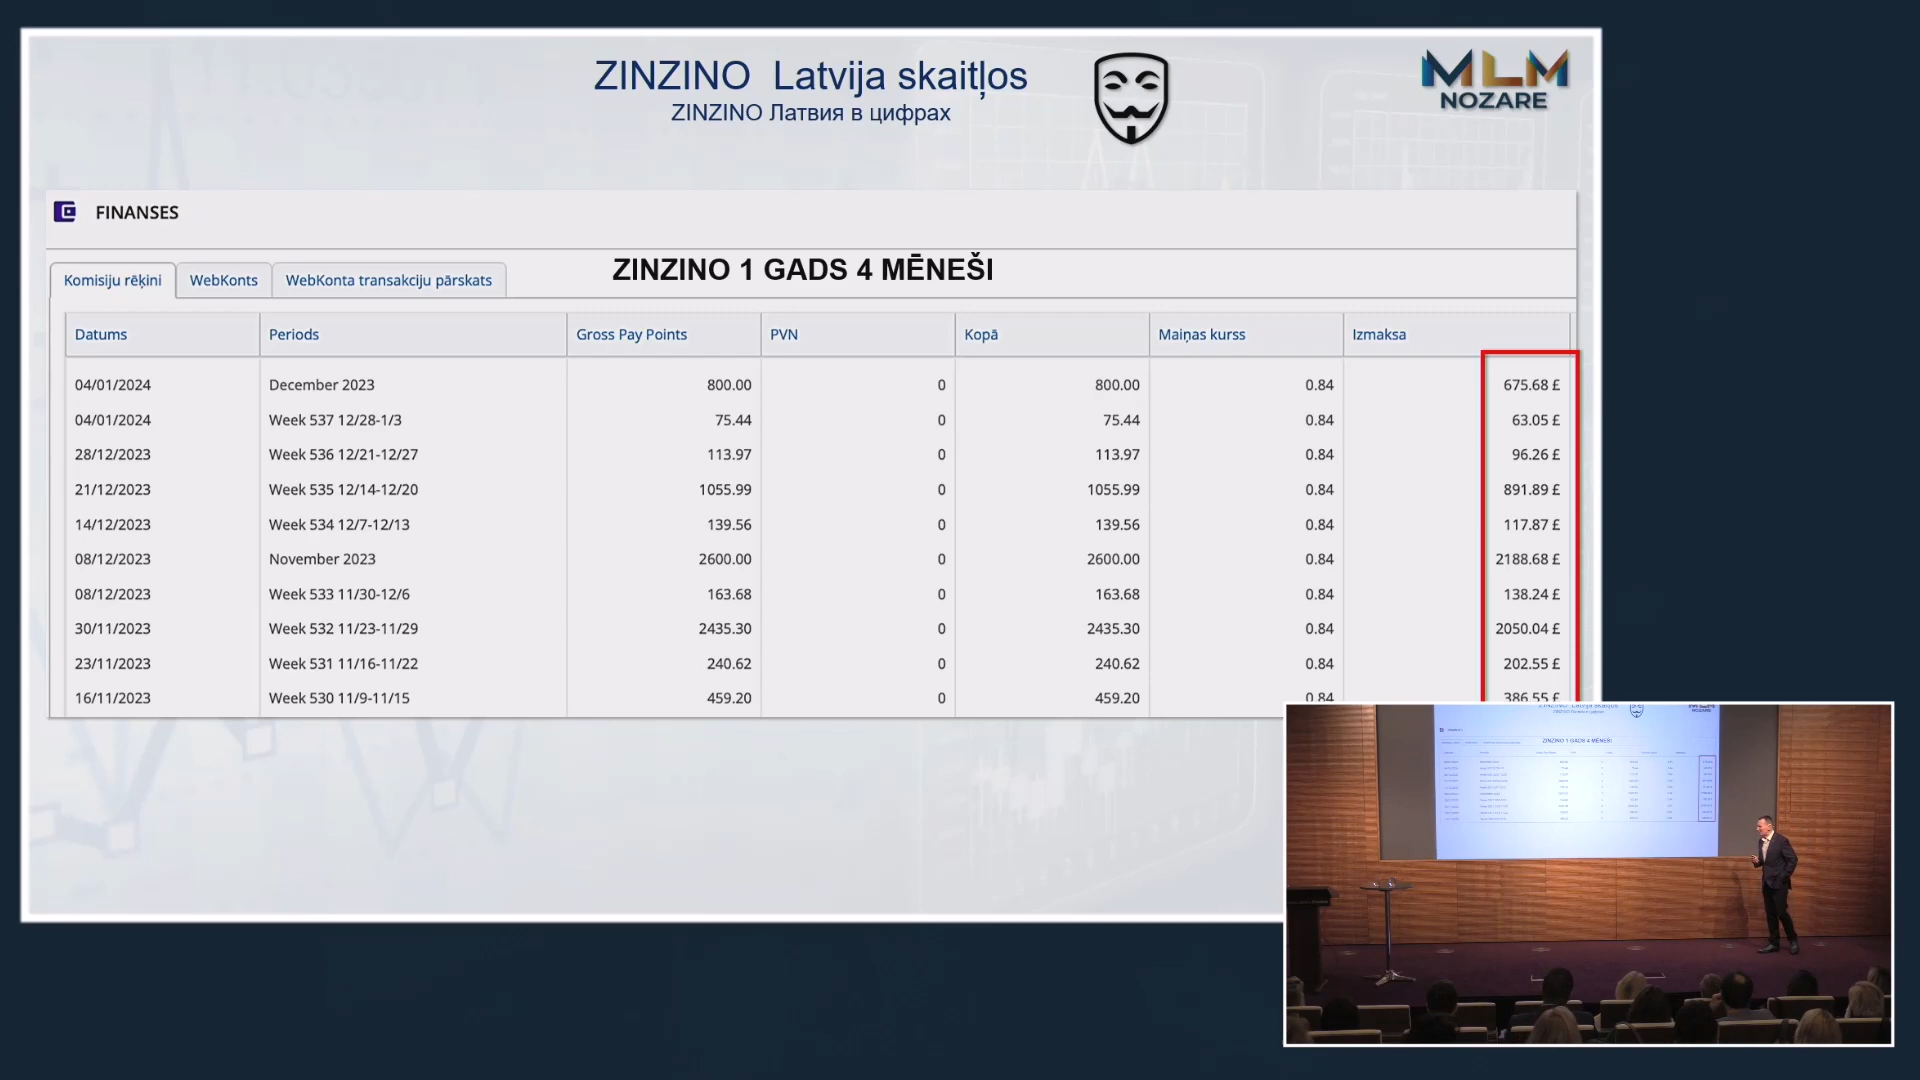 ZINZINO Latvija skaitļos
ZINZINO Латвия в цифрах
MLM
NOZARE
FINANSES
ZINZINO 1 GADS 4 MĒNEŠI
Komisiju rēķini WebKonts WebKonta transakciju pārskats
Datums Periods Gross Pay Points PVN Kopā Maiņas kurss Izmaksa
04/01/2024 December 2023 800.00 0 800.00 0.84 675.68 £
04/01/2024 Week 537 12/28-1/3 75.44 0 75.44 0.84 63.05 £
28/12/2023 Week 536 12/21-12/27 113.97 0 113.97 0.84 96.26 £
21/12/2023 Week 535 12/14-12/20 1055.99 0 1055.99 0.84 891.89 £
14/12/2023 Week 534 12/7-12/13 139.56 0 139.56 0.84 117.87 £
08/12/2023 November 2023 2600.00 0 2600.00 0.84 2188.68 £
08/12/2023 Week 533 11/30-12/6 163.68 0 163.68 0.84 138.24 £
30/11/2023 Week 532 11/23-11/29 2435.30 0 2435.30 0.84 2050.04 £
23/11/2023 Week 531 11/16-11/22 240.62 0 240.62 0.84 202.55 £
16/11/2023 Week 530 11/9-11/15 459.20 0 459.20 0.84 386.55 £
ZINZINO 1 GADS 4 MĒNEŠI